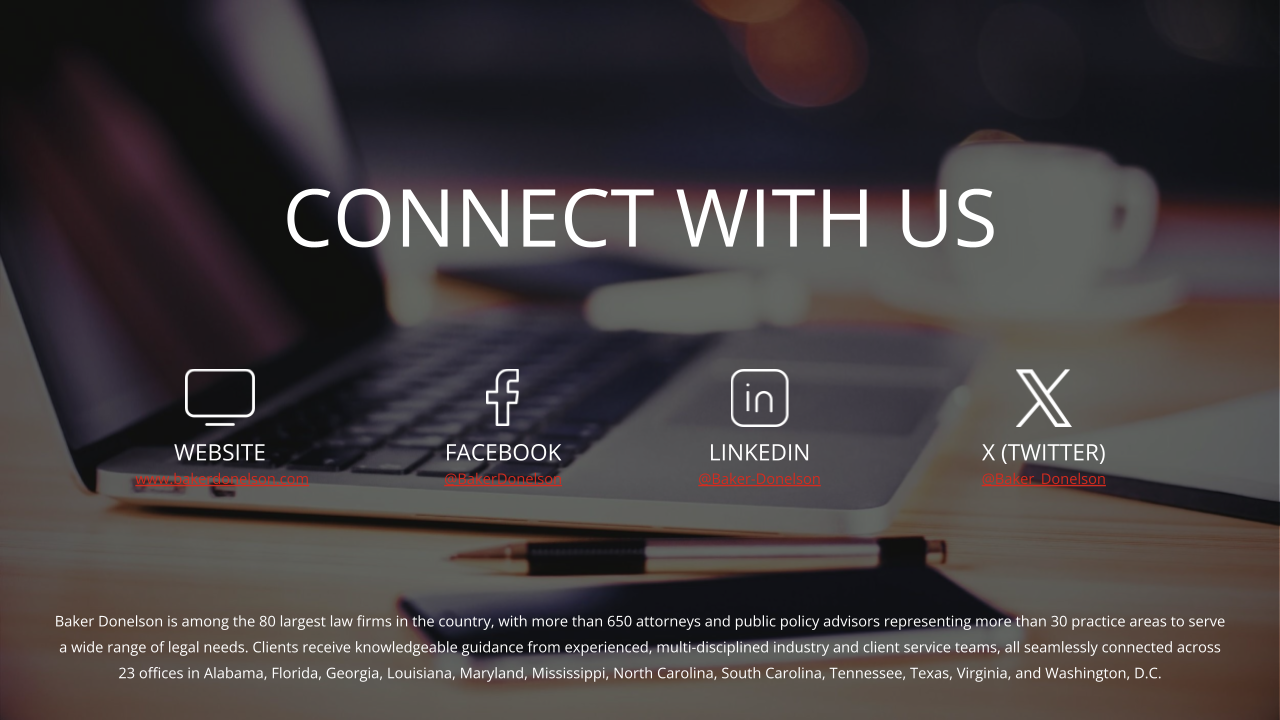 CONNECT WITH US
WEBSITE
www.bakerdonelson.com
FACEBOOK
@BakerDonelson
LINKEDIN
@Baker-Donelson
X (TWITTER)
@Baker_Donelson
Baker Donelson is among the 80 largest law firms in the country, with more than 650 attorneys and public policy advisors representing more than 30 practice areas to serve
a wide range of legal needs. Clients receive knowledgeable guidance from experienced, multi-disciplined industry and client service teams, all seamlessly connected across
23 offices in Alabama, Florida, Georgia, Louisiana, Maryland, Mississippi, North Carolina, South Carolina, Tennessee, Texas, Virginia, and Washington, D.C.